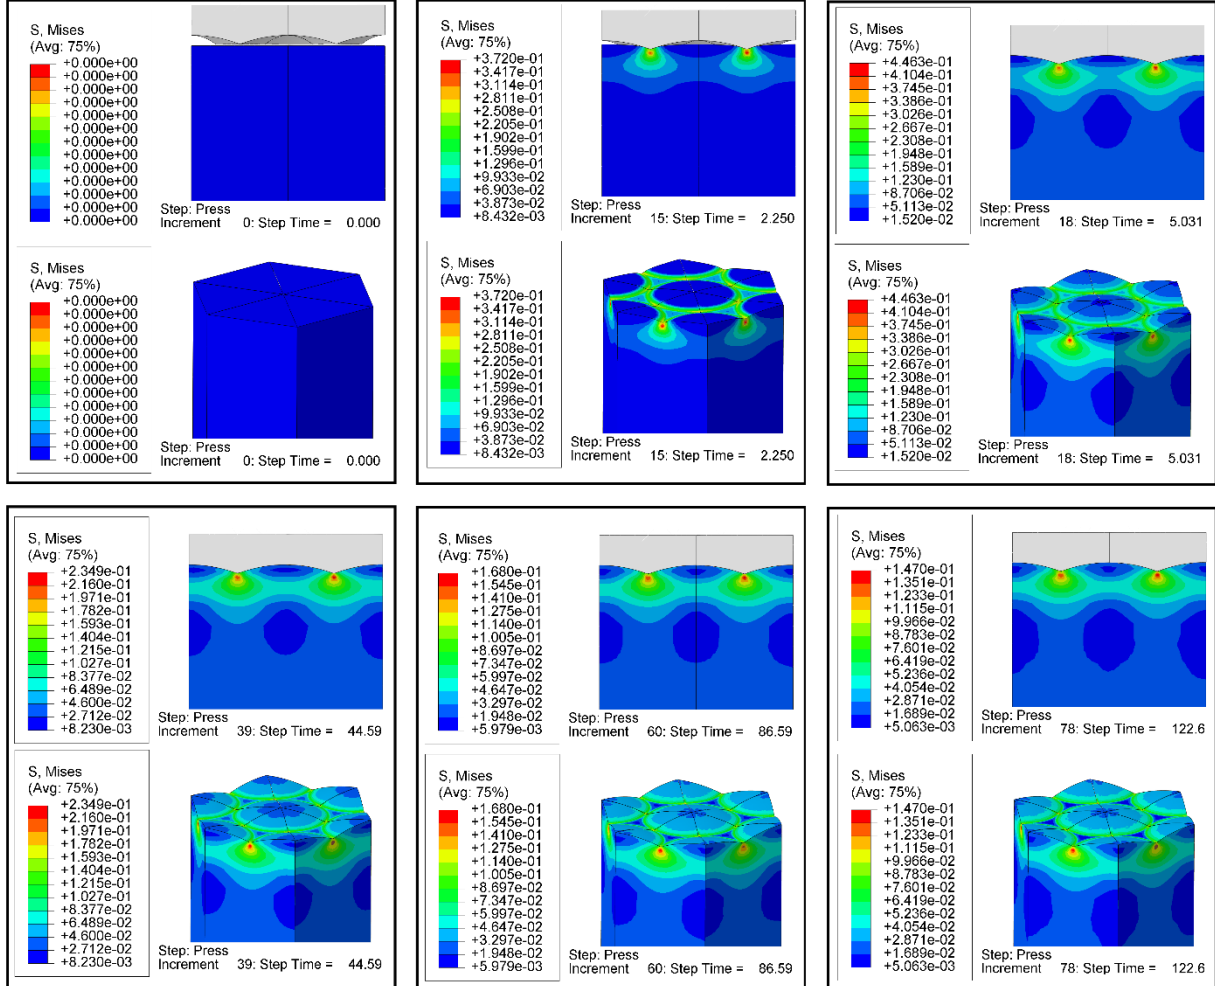 S, Mises
(Avg: 75%)
+0.000e+00
+0.000e+00
+0.000e+00
+0.000e+00
+0.000e+00
+0.000e+00
+0.000e+00
+0.000e+00
+0.000e+00
+0.000e+00
+0.000e+00
+0.000e+00
+0.000e+00
Step: Press
Increment 0: Step Time = 0.000
S, Mises
(Avg: 75%)
+0.000e+00
+0.000e+00
+0.000e+00
+0.000e+00
+0.000e+00
+0.000e+00
+0.000e+00
+0.000e+00
+0.000e+00
+0.000e+00
+0.000e+00
+0.000e+00
+0.000e+00
Step: Press
Increment 0: Step Time = 0.000
S, Mises
(Avg: 75%)
+3.720e-01
+3.417e-01
+3.114e-01
+2.811e-01
+2.508e-01
+2.205e-01
+1.902e-01
+1.599e-01
+1.296e-01
+9.933e-02
+6.903e-02
+3.873e-02
+8.432e-03
Step: Press
Increment 15: Step Time = 2.250
S, Mises
(Avg: 75%)
+3.720e-01
+3.417e-01
+3.114e-01
+2.811e-01
+2.508e-01
+2.205e-01
+1.902e-01
+1.599e-01
+1.296e-01
+9.933e-02
+6.903e-02
+3.873e-02
+8.432e-03
Step: Press
Increment 15: Step Time = 2.250
S, Mises
(Avg: 75%)
+4.463e-01
+4.104e-01
+3.745e-01
+3.386e-01
+3.026e-01
+2.667e-01
+2.308e-01
+1.948e-01
+1.589e-01
+1.230e-01
+8.706e-02
+5.113e-02
+1.520e-02
Step: Press
Increment 18: Step Time = 5.031
S, Mises
(Avg: 75%)
+4.463e-01
+4.104e-01
+3.745e-01
+3.386e-01
+3.026e-01
+2.667e-01
+2.308e-01
+1.948e-01
+1.589e-01
+1.230e-01
+8.706e-02
+5.113e-02
+1.520e-02
Step: Press
Increment 18: Step Time = 5.031
S, Mises
(Avg: 75%)
+2.349e-01
+2.160e-01
+1.971e-01
+1.782e-01
+1.593e-01
+1.404e-01
+1.215e-01
+1.027e-01
+8.377e-02
+6.489e-02
+4.600e-02
+2.712e-02
+8.230e-03
Step: Press
Increment 39: Step Time = 44.59
S, Mises
(Avg: 75%)
+2.349e-01
+2.160e-01
+1.971e-01
+1.782e-01
+1.593e-01
+1.404e-01
+1.215e-01
+1.027e-01
+8.377e-02
+6.489e-02
+4.600e-02
+2.712e-02
+8.230e-03
Step: Press
Increment 39: Step Time = 44.59
S, Mises
(Avg: 75%)
+1.680e-01
+1.545e-01
+1.410e-01
+1.275e-01
+1.140e-01
+1.005e-01
+8.697e-02
+7.347e-02
+5.997e-02
+4.647e-02
+3.297e-02
+1.948e-02
+5.979e-03
Step: Press
Increment 60: Step Time = 86.59
S, Mises
(Avg: 75%)
+1.680e-01
+1.545e-01
+1.410e-01
+1.275e-01
+1.140e-01
+1.005e-01
+8.697e-02
+7.347e-02
+5.997e-02
+4.647e-02
+3.297e-02
+1.948e-02
+5.979e-03
Step: Press
Increment 60: Step Time = 86.59
S, Mises
(Avg: 75%)
+1.470e-01
+1.351e-01
+1.233e-01
+1.115e-01
+9.966e-02
+8.783e-02
+7.601e-02
+6.419e-02
+5.236e-02
+4.054e-02
+2.871e-02
+1.689e-02
+5.063e-03
Step: Press
Increment 78: Step Time = 122.6
S, Mises
(Avg: 75%)
+1.470e-01
+1.351e-01
+1.233e-01
+1.115e-01
+9.966e-02
+8.783e-02
+7.601e-02
+6.419e-02
+5.236e-02
+4.054e-02
+2.871e-02
+1.689e-02
+5.063e-03
Step: Press
Increment 78: Step Time = 122.6